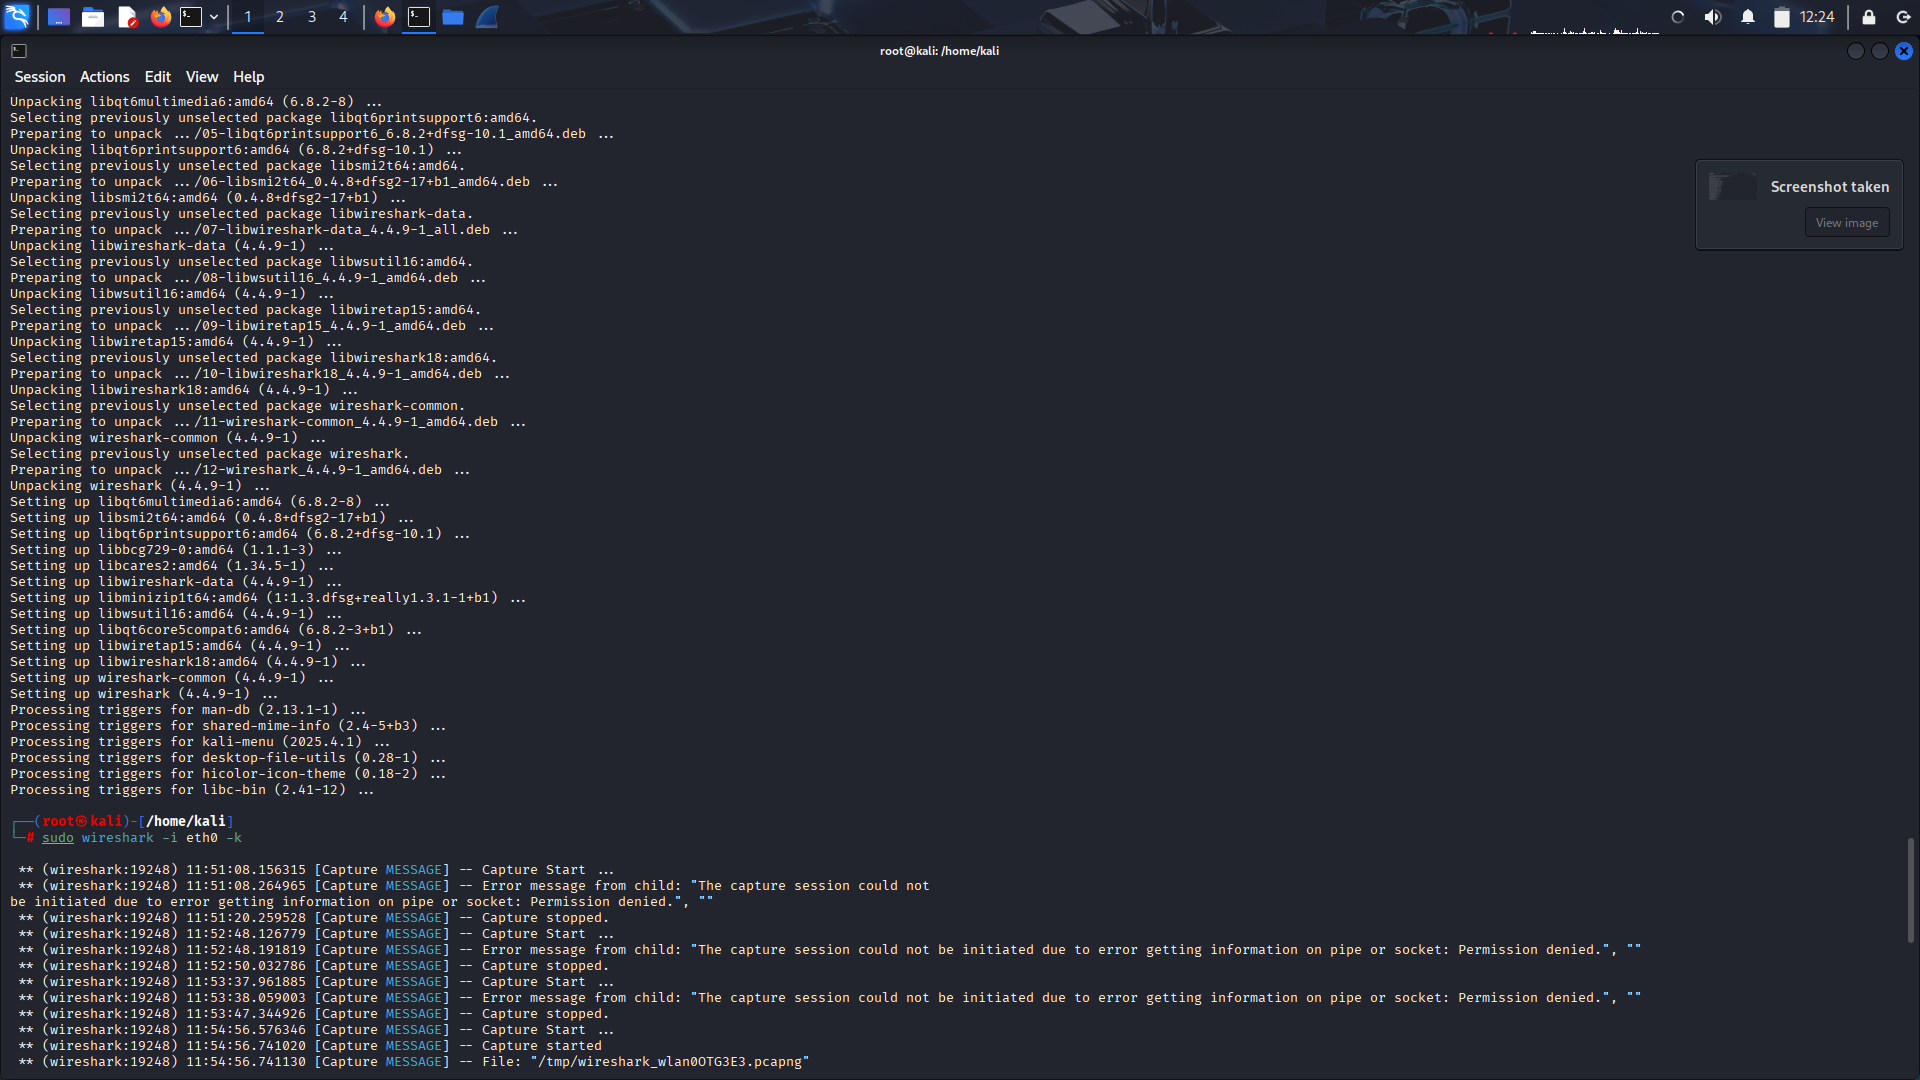 1 2 3 4
12:24
root@kali: /home/kali
Session Actions Edit View Help
Unpacking libqt6multimedia6:amd64 (6.8.2-8) ...
Selecting previously unselected package libqt6printsupport6:amd64.
Preparing to unpack .../05-libqt6printsupport6_6.8.2+dfsg-10.1_amd64.deb ...
Unpacking libqt6printsupport6:amd64 (6.8.2+dfsg-10.1) ...
Selecting previously unselected package libsmi2t64:amd64.
Preparing to unpack .../06-libsmi2t64_0.4.8+dfsg2-17+b1_amd64.deb ...
Unpacking libsmi2t64:amd64 (0.4.8+dfsg2-17+b1) ...
Selecting previously unselected package libwireshark-data.
Preparing to unpack .../07-libwireshark-data_4.4.9-1_all.deb ...
Unpacking libwireshark-data (4.4.9-1) ...
Selecting previously unselected package libwsutil16:amd64.
Preparing to unpack .../08-libwsutil16_4.4.9-1_amd64.deb ...
Unpacking libwsutil16:amd64 (4.4.9-1) ...
Selecting previously unselected package libwiretap15:amd64.
Preparing to unpack .../09-libwiretap15_4.4.9-1_amd64.deb ...
Unpacking libwiretap15:amd64 (4.4.9-1) ...
Selecting previously unselected package libwireshark18:amd64.
Preparing to unpack .../10-libwireshark18_4.4.9-1_amd64.deb ...
Unpacking libwireshark18:amd64 (4.4.9-1) ...
Selecting previously unselected package wireshark-common.
Preparing to unpack .../11-wireshark-common_4.4.9-1_amd64.deb ...
Unpacking wireshark-common (4.4.9-1) ...
Selecting previously unselected package wireshark.
Preparing to unpack .../12-wireshark_4.4.9-1_amd64.deb ...
Unpacking wireshark (4.4.9-1) ...
Setting up libqt6multimedia6:amd64 (6.8.2-8) ...
Setting up libsmi2t64:amd64 (0.4.8+dfsg2-17+b1) ...
Setting up libqt6printsupport6:amd64 (6.8.2+dfsg-10.1) ...
Setting up libbcg729-0:amd64 (1.1.1-3) ...
Setting up libcares2:amd64 (1.34.5-1) ...
Setting up libwireshark-data (4.4.9-1) ...
Setting up libminizip1t64:amd64 (1:1.3.dfsg+really1.3.1-1+b1) ...
Setting up libwsutil16:amd64 (4.4.9-1) ...
Setting up libqt6core5compat6:amd64 (6.8.2-3+b1) ...
Setting up libwiretap15:amd64 (4.4.9-1) ...
Setting up libwireshark18:amd64 (4.4.9-1) ...
Setting up wireshark-common (4.4.9-1) ...
Setting up wireshark (4.4.9-1) ...
Processing triggers for man-db (2.13.1-1) ...
Processing triggers for shared-mime-info (2.4-5+b3) ...
Processing triggers for kali-menu (2025.4.1) ...
Processing triggers for desktop-file-utils (0.28-1) ...
Processing triggers for hicolor-icon-theme (0.18-2) ...
Processing triggers for libc-bin (2.41-12) ...
┌──(root㉿kali)-[/home/kali]
└─# sudo wireshark -i eth0 -k
** (wireshark:19248) 11:51:08.156315 [Capture MESSAGE] -- Capture Start ...
** (wireshark:19248) 11:51:08.264965 [Capture MESSAGE] -- Error message from child: "The capture session could not
be initiated due to error getting information on pipe or socket: Permission denied.", ""
** (wireshark:19248) 11:51:20.259528 [Capture MESSAGE] -- Capture stopped.
** (wireshark:19248) 11:52:48.126779 [Capture MESSAGE] -- Capture Start ...
** (wireshark:19248) 11:52:48.191819 [Capture MESSAGE] -- Error message from child: "The capture session could not be initiated due to error getting information on pipe or socket: Permission denied.", ""
** (wireshark:19248) 11:52:50.032786 [Capture MESSAGE] -- Capture stopped.
** (wireshark:19248) 11:53:37.961885 [Capture MESSAGE] -- Capture Start ...
** (wireshark:19248) 11:53:38.059003 [Capture MESSAGE] -- Error message from child: "The capture session could not be initiated due to error getting information on pipe or socket: Permission denied.", ""
** (wireshark:19248) 11:53:47.344926 [Capture MESSAGE] -- Capture stopped.
** (wireshark:19248) 11:54:56.576346 [Capture MESSAGE] -- Capture Start ...
** (wireshark:19248) 11:54:56.741020 [Capture MESSAGE] -- Capture started
** (wireshark:19248) 11:54:56.741130 [Capture MESSAGE] -- File: "/tmp/wireshark_wlan0OTG3E3.pcapng"
Screenshot taken
View image